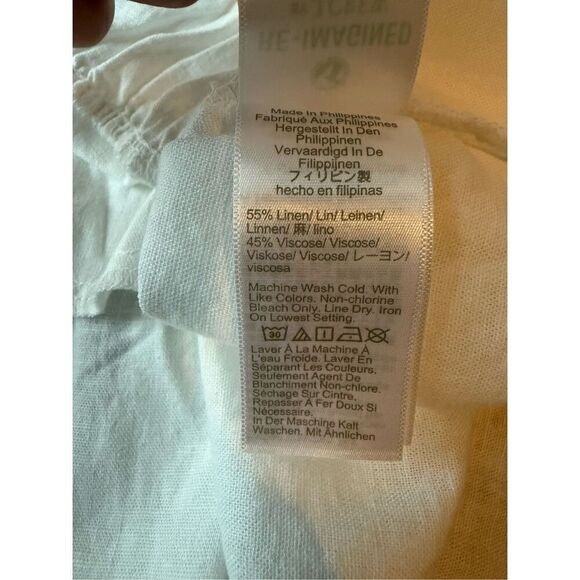 RE-IMAGINED
BY J.CREW
Made In Philippines
Fabriqué Aux Philippines
Hergestellt In Den
Philippinen
Vervaardigd In De
Filippijnen
フィリピン製
hecho en filipinas
55% Linen/ Lin/ Leinen/
Linnen/ 麻/ lino
45% Viscose/ Viscose/
Viskose/ Viscose/ レーヨン/
viscosa
Machine Wash Cold. With
Like Colors. Non-chlorine
Bleach Only. Line Dry. Iron
On Lowest Setting.
30
Laver À La Machine À
L'eau Froide. Laver En
Séparant Les Couleurs.
Seulement Agent De
Blanchiment Non-chlore.
Séchage Sur Cintre,
Repasser À Fer Doux Si
Nécessaire.
In Der Maschine Kalt
Waschen. Mit Ähnlichen